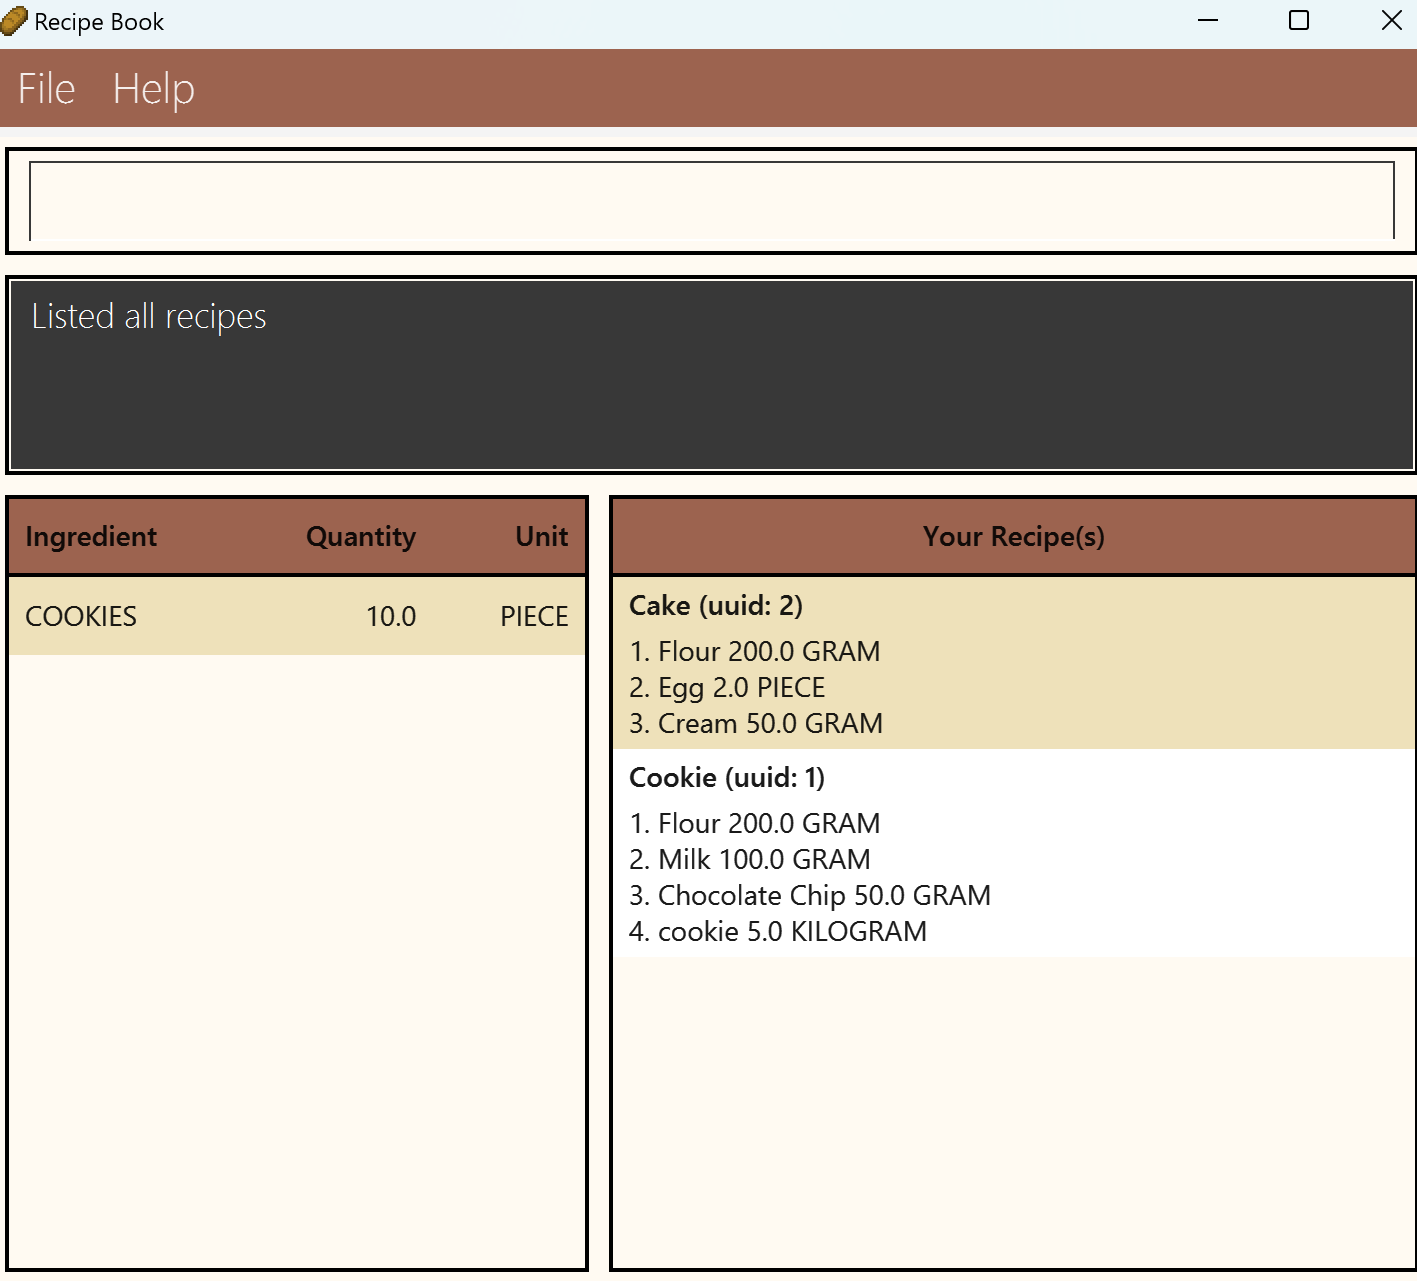 Recipe Book
File Help
Listed all recipes
Ingredient Quantity Unit
COOKIES 10.0 PIECE
Your Recipe(s)
Cake (uuid: 2)
1. Flour 200.0 GRAM
2. Egg 2.0 PIECE
3. Cream 50.0 GRAM
Cookie (uuid: 1)
1. Flour 200.0 GRAM
2. Milk 100.0 GRAM
3. Chocolate Chip 50.0 GRAM
4. cookie 5.0 KILOGRAM